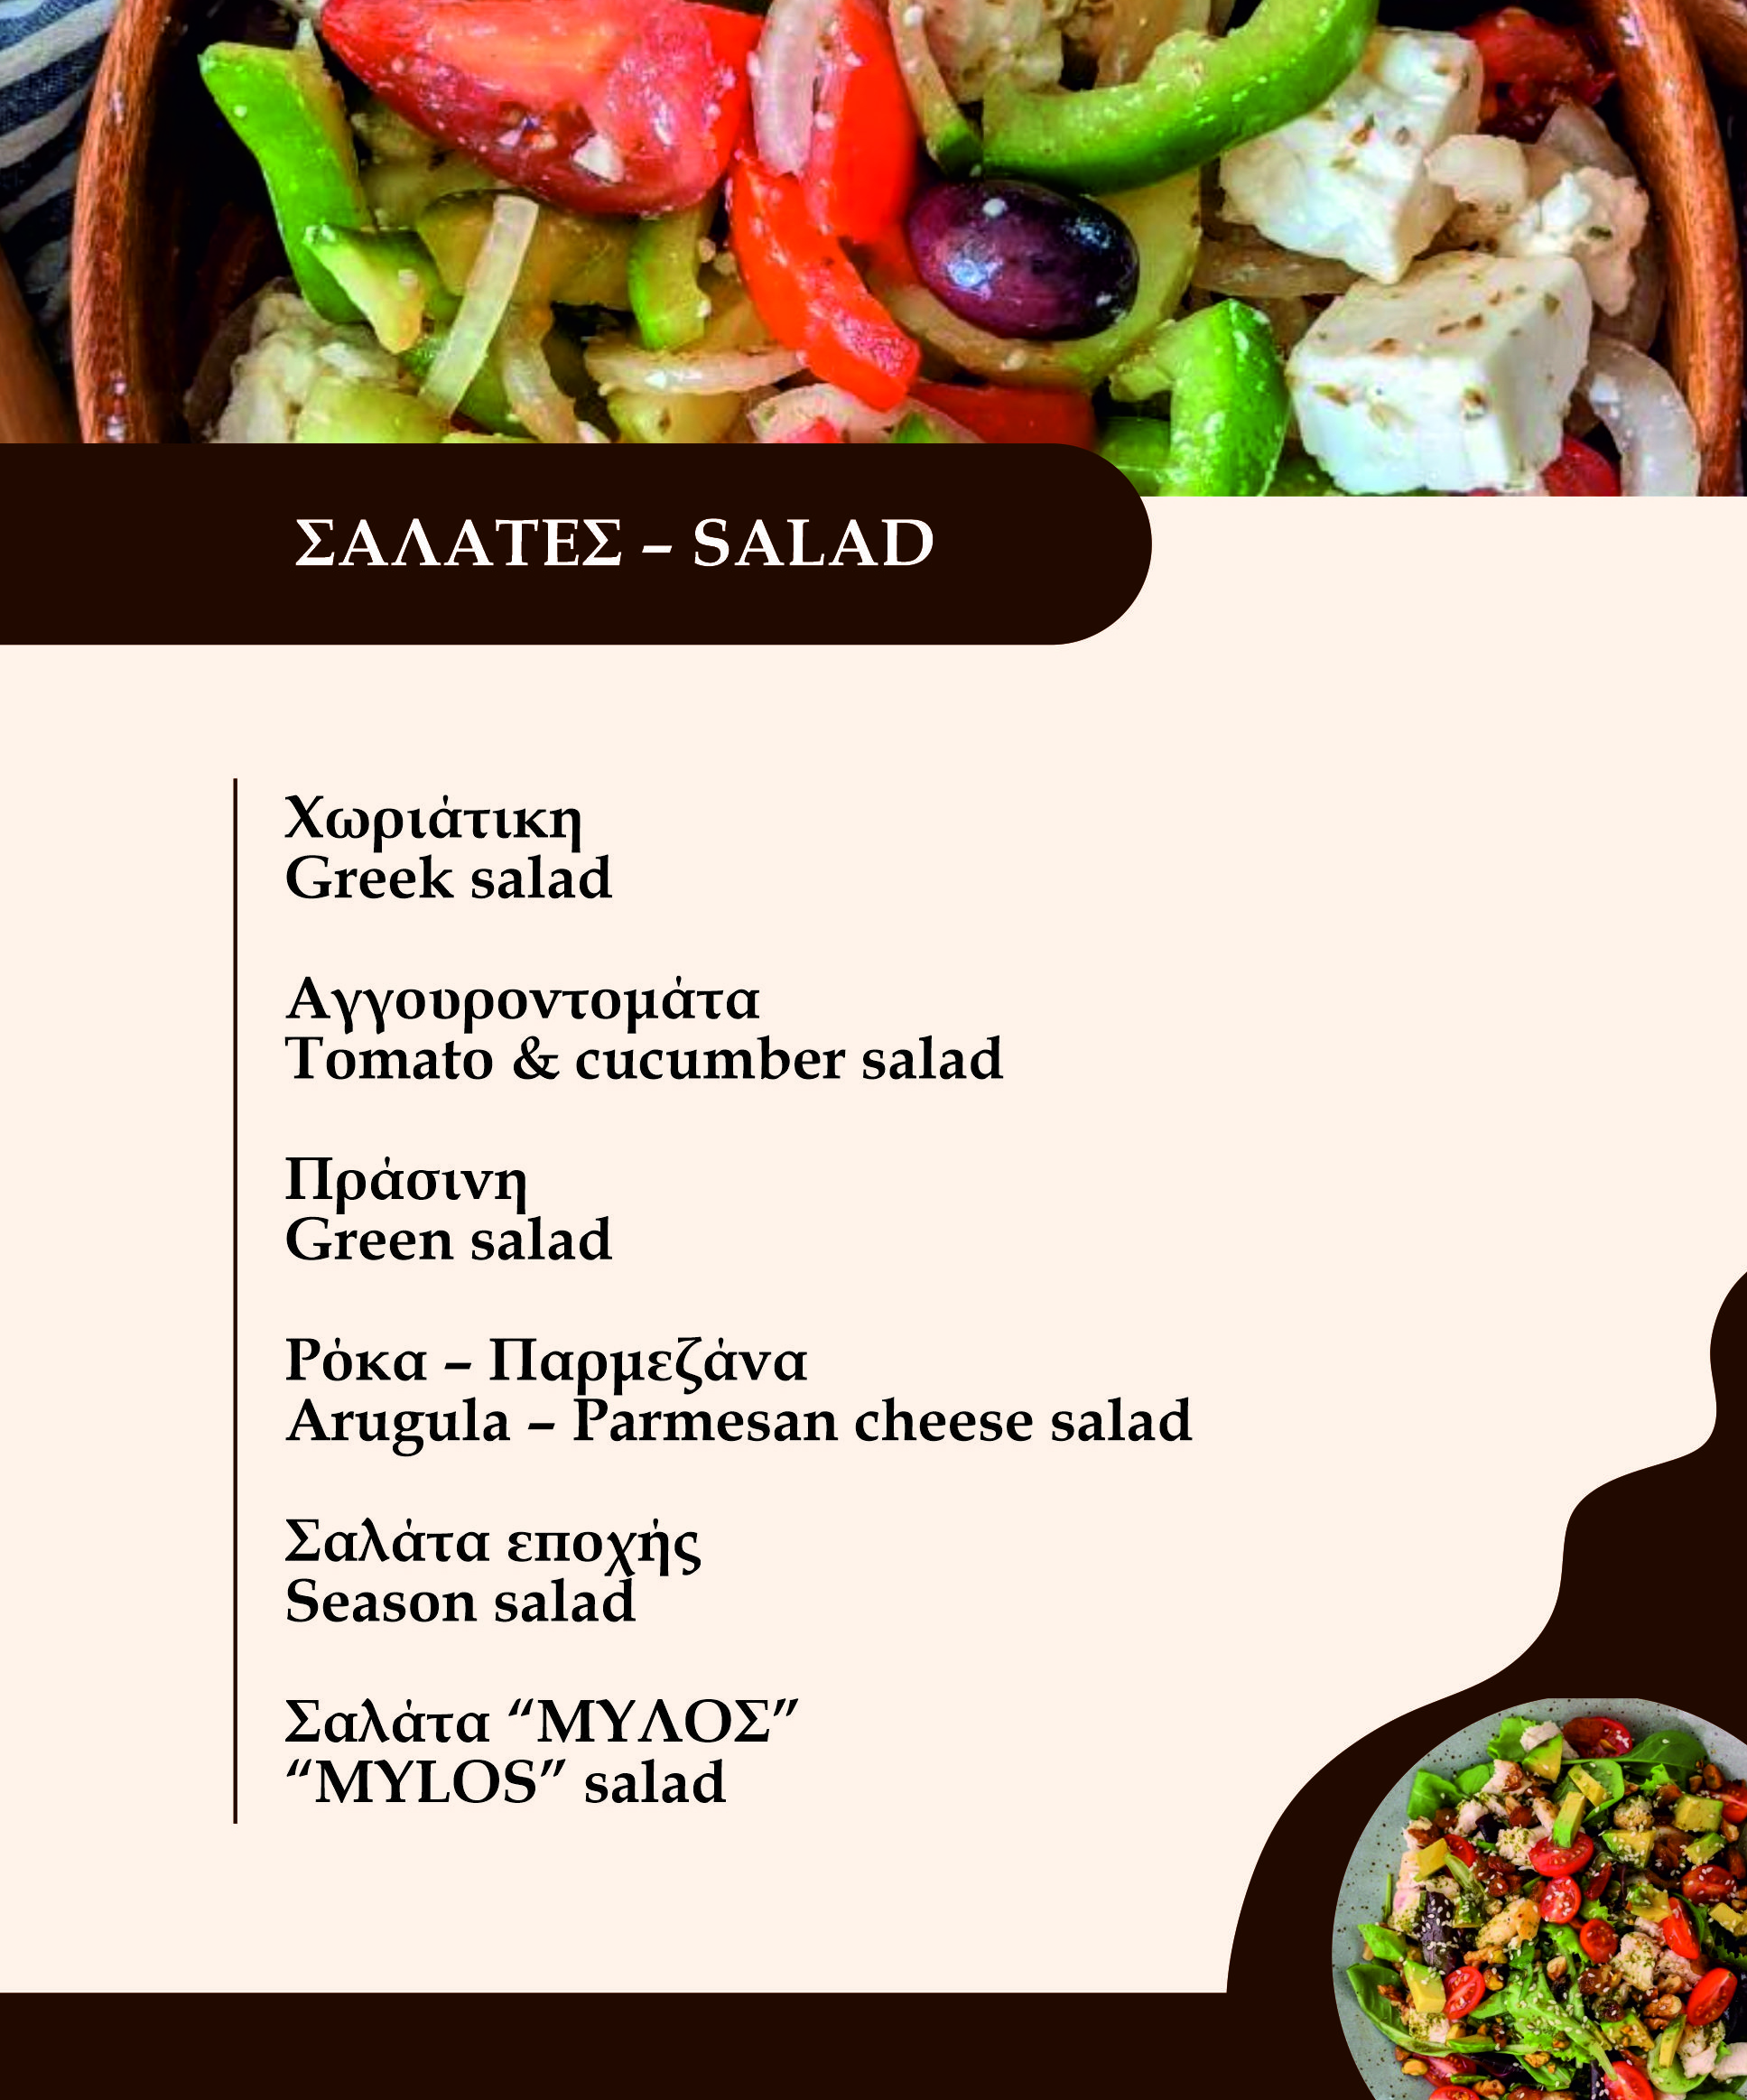 ΣΑΛΑΤΕΣ – SALAD
Χωριάτικη
Greek salad
Αγγουροντομάτα
Tomato & cucumber salad
Πράσινη
Green salad
Ρόκα – Παρμεζάνα
Arugula – Parmesan cheese salad
Σαλάτα εποχής
Season salad
Σαλάτα “ΜΥΛΟΣ”
“MYLOS” salad